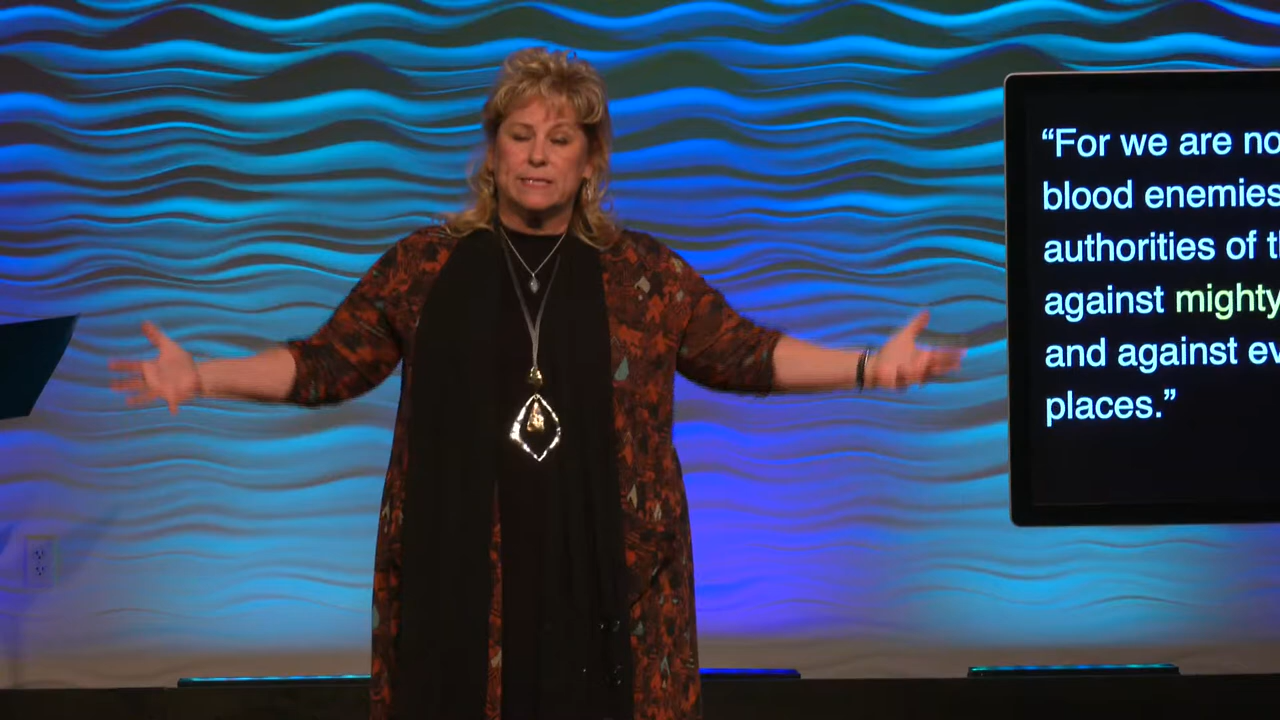 “For we are no
blood enemies
authorities of t
against mighty
and against ev
places.”